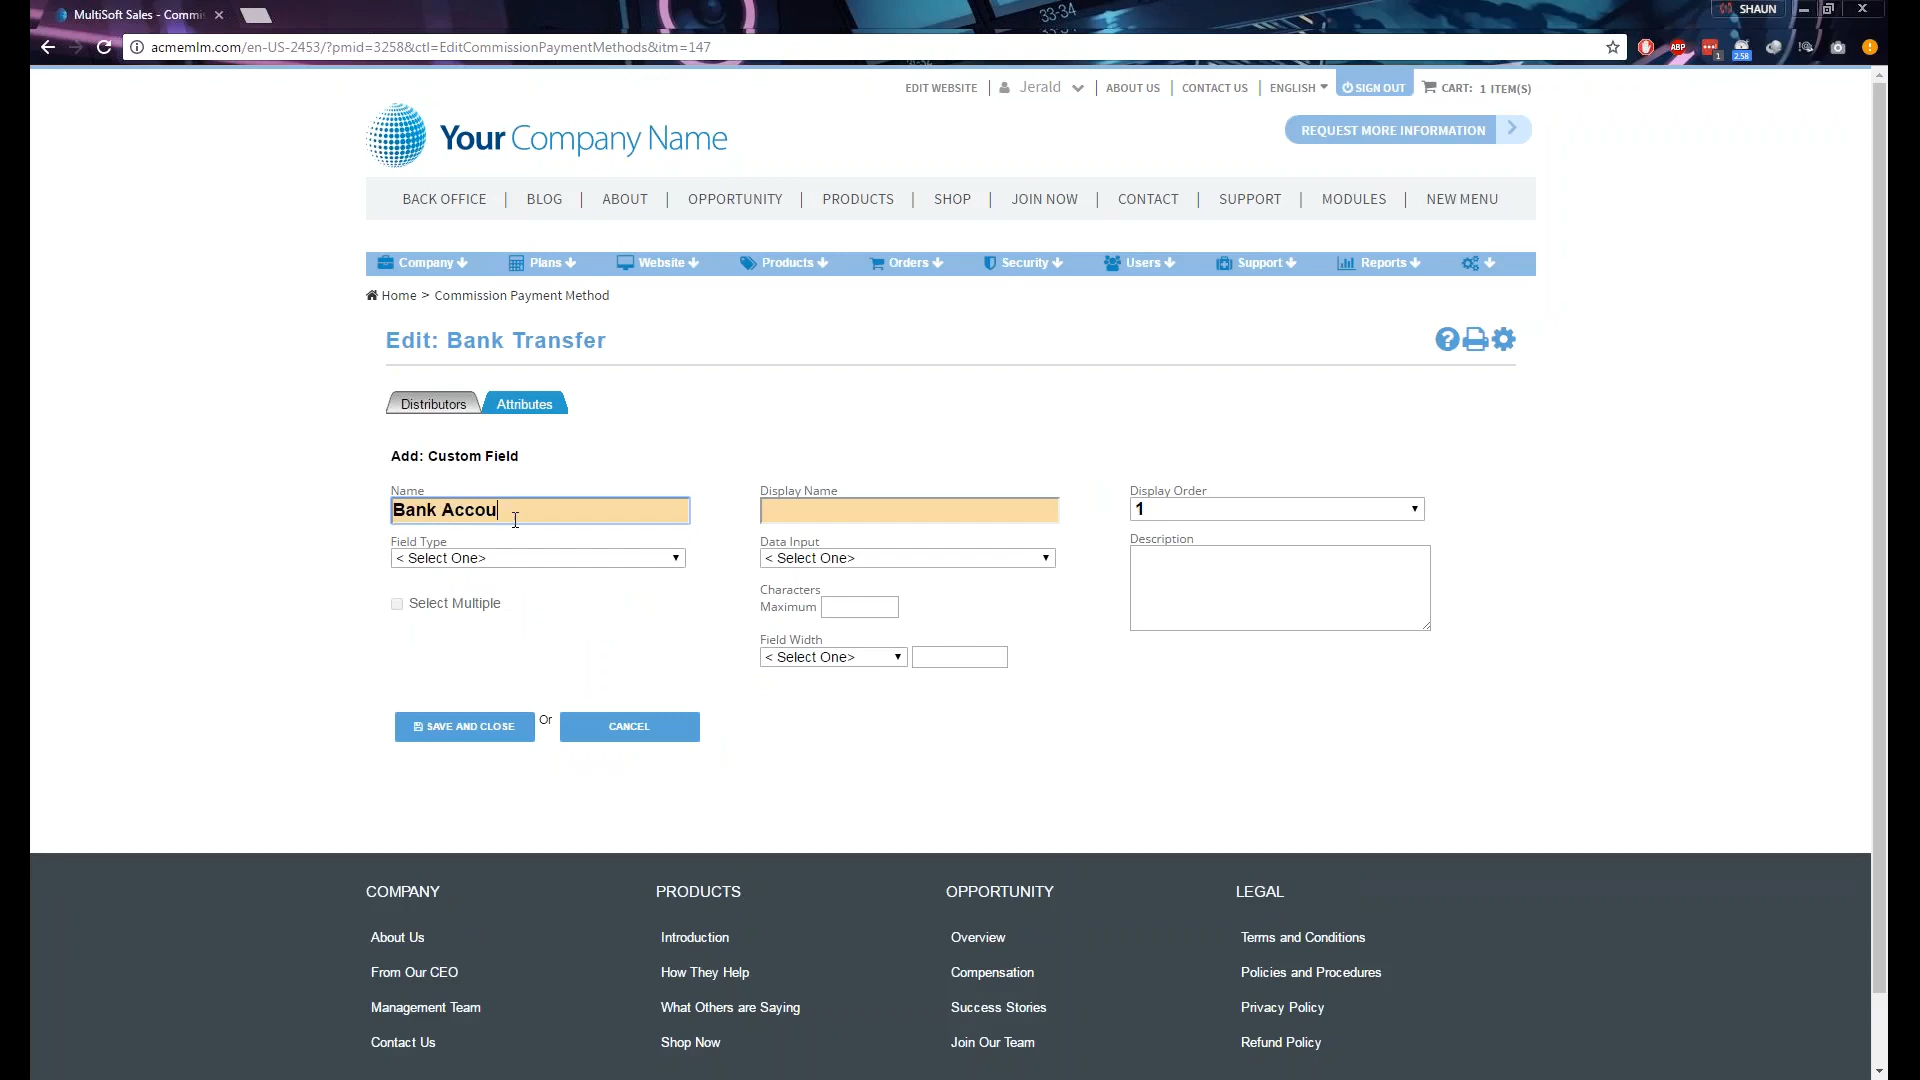 MultiSoft Sales - Commis
33-34
SHAUN
acmemlm.com/en-US-2453/?pmid=3258&ctl=EditCommissionPaymentMethods&itm=147
ABP
1
2.58
EDIT WEBSITE
Jerald
ABOUT US
CONTACT US
ENGLISH
SIGN OUT
CART: 1 ITEM(S)
Your Company Name
REQUEST MORE INFORMATION
BACK OFFICE | BLOG | ABOUT | OPPORTUNITY | PRODUCTS | SHOP | JOIN NOW | CONTACT | SUPPORT | MODULES | NEW MENU
Company Plans Website Products Orders Security Users Support Reports
Home > Commission Payment Method
Edit: Bank Transfer
Distributors Attributes
Add: Custom Field
Name
Bank Accou
Display Name
Display Order
1
Field Type
< Select One>
Data Input
< Select One>
Description
Select Multiple
Characters
Maximum
Field Width
< Select One>
SAVE AND CLOSE Or CANCEL
COMPANY PRODUCTS OPPORTUNITY LEGAL
About Us Introduction Overview Terms and Conditions
From Our CEO How They Help Compensation Policies and Procedures
Management Team What Others are Saying Success Stories Privacy Policy
Contact Us Shop Now Join Our Team Refund Policy